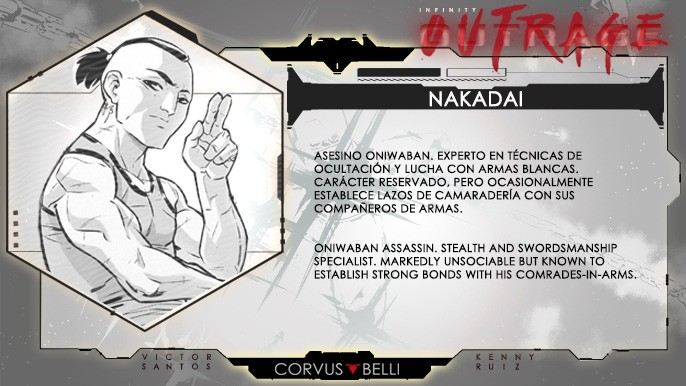 INFINITY
OUTRAGE
NAKADAI
ASESINO ONIWABAN. EXPERTO EN TÉCNICAS DE
OCULTACIÓN Y LUCHA CON ARMAS BLANCAS.
CARÁCTER RESERVADO, PERO OCASIONALMENTE
ESTABLECE LAZOS DE CAMARADERÍA CON SUS
COMPAÑEROS DE ARMAS.
ONIWABAN ASSASSIN. STEALTH AND SWORDSMANSHIP
SPECIALIST. MARKEDLY UNSOCIABLE BUT KNOWN TO
ESTABLISH STRONG BONDS WITH HIS COMRADES-IN-ARMS.
VICTOR
SANTOS
CORVUS BELLI
KENNY
RUIZ